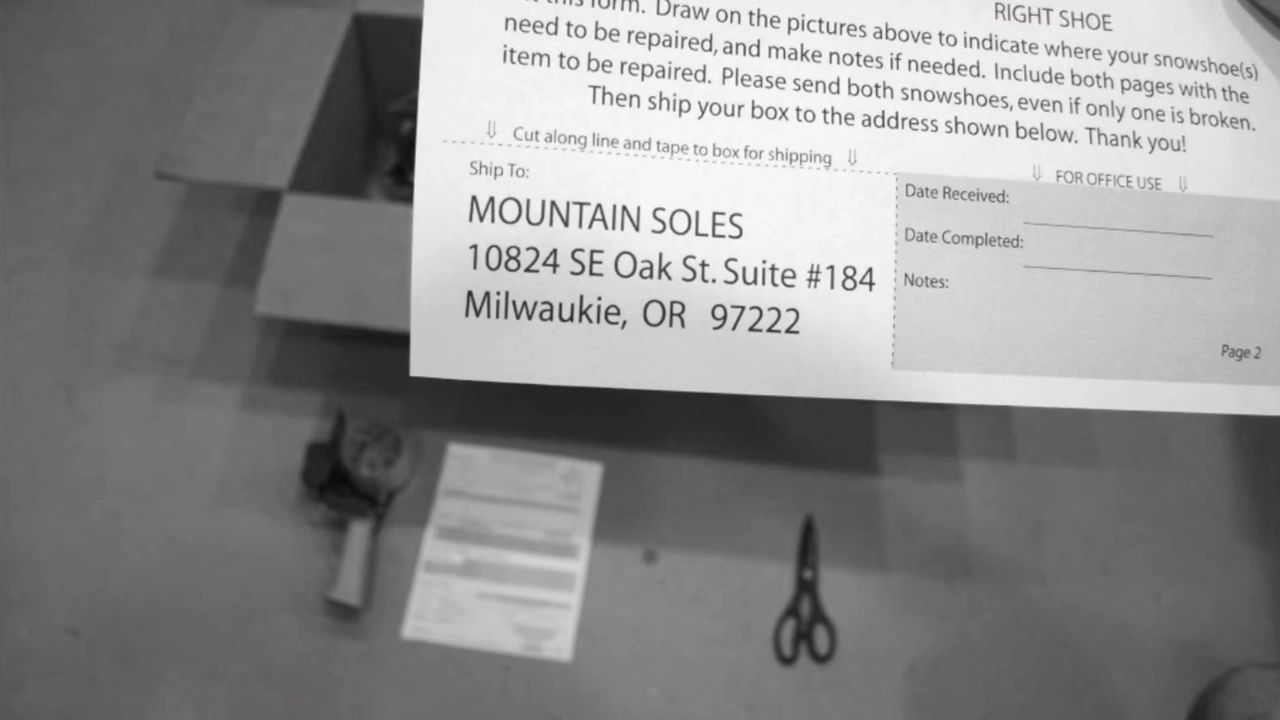 this form. Draw on the pictures above to indicate where your snowshoe(s)
RIGHT SHOE
need to be repaired, and make notes if needed. Include both pages with the
item to be repaired. Please send both snowshoes, even if only one is broken.
Then ship your box to the address shown below. Thank you!
⇓ Cut along line and tape to box for shipping ⇓
⇓ FOR OFFICE USE ⇓
Ship To:
MOUNTAIN SOLES
10824 SE Oak St. Suite #184
Milwaukie, OR 97222
Date Received:
Date Completed:
Notes:
Page 2